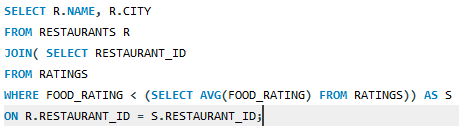 SELECT R.NAME, R.CITY
FROM RESTAURANTS R
JOIN( SELECT RESTAURANT_ID
FROM RATINGS
WHERE FOOD_RATING < (SELECT AVG(FOOD_RATING) FROM RATINGS)) AS S
ON R.RESTAURANT_ID = S.RESTAURANT_ID;